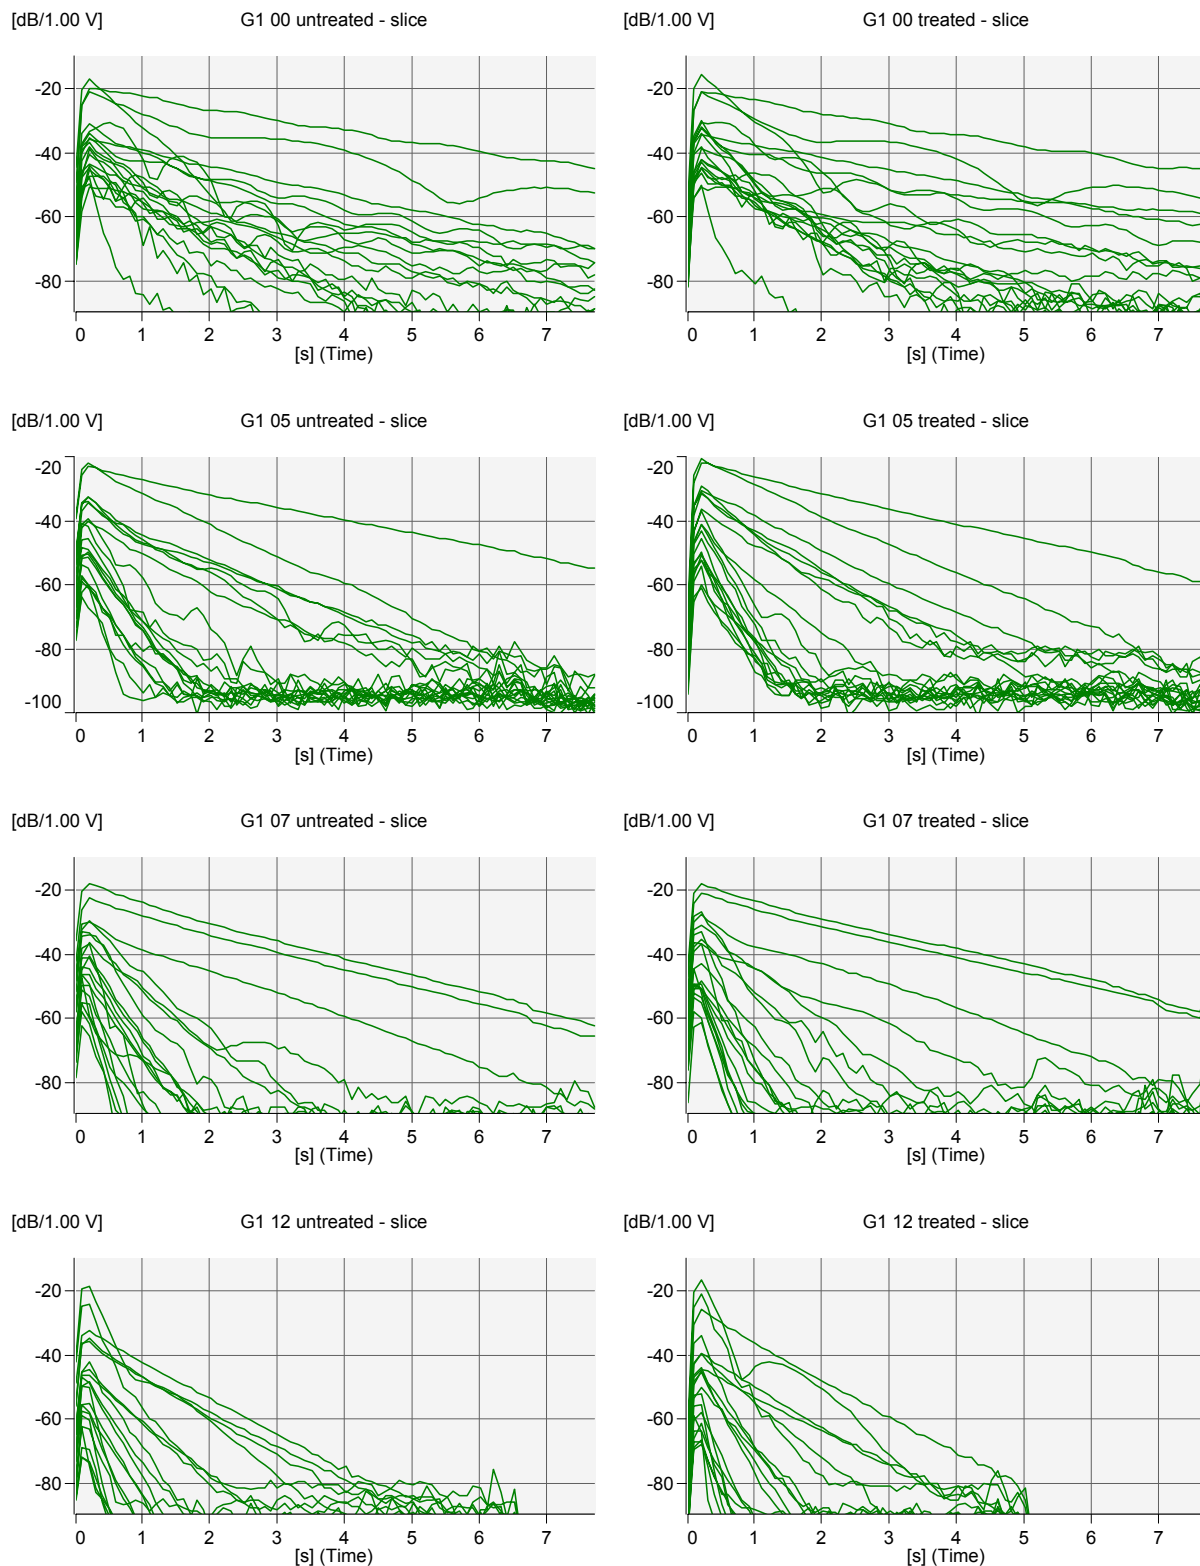 [dB/1.00 V] G1 00 untreated - slice
-20
-40
-60
-80
0 1 2 3 4 5 6 7
[s] (Time)
[dB/1.00 V] G1 00 treated - slice
-20
-40
-60
-80
0 1 2 3 4 5 6 7
[s] (Time)
[dB/1.00 V] G1 05 untreated - slice
-20
-40
-60
-80
-100
0 1 2 3 4 5 6 7
[s] (Time)
[dB/1.00 V] G1 05 treated - slice
-20
-40
-60
-80
-100
0 1 2 3 4 5 6 7
[s] (Time)
[dB/1.00 V] G1 07 untreated - slice
-20
-40
-60
-80
0 1 2 3 4 5 6 7
[s] (Time)
[dB/1.00 V] G1 07 treated - slice
-20
-40
-60
-80
0 1 2 3 4 5 6 7
[s] (Time)
[dB/1.00 V] G1 12 untreated - slice
-20
-40
-60
-80
0 1 2 3 4 5 6 7
[s] (Time)
[dB/1.00 V] G1 12 treated - slice
-20
-40
-60
-80
0 1 2 3 4 5 6 7
[s] (Time)